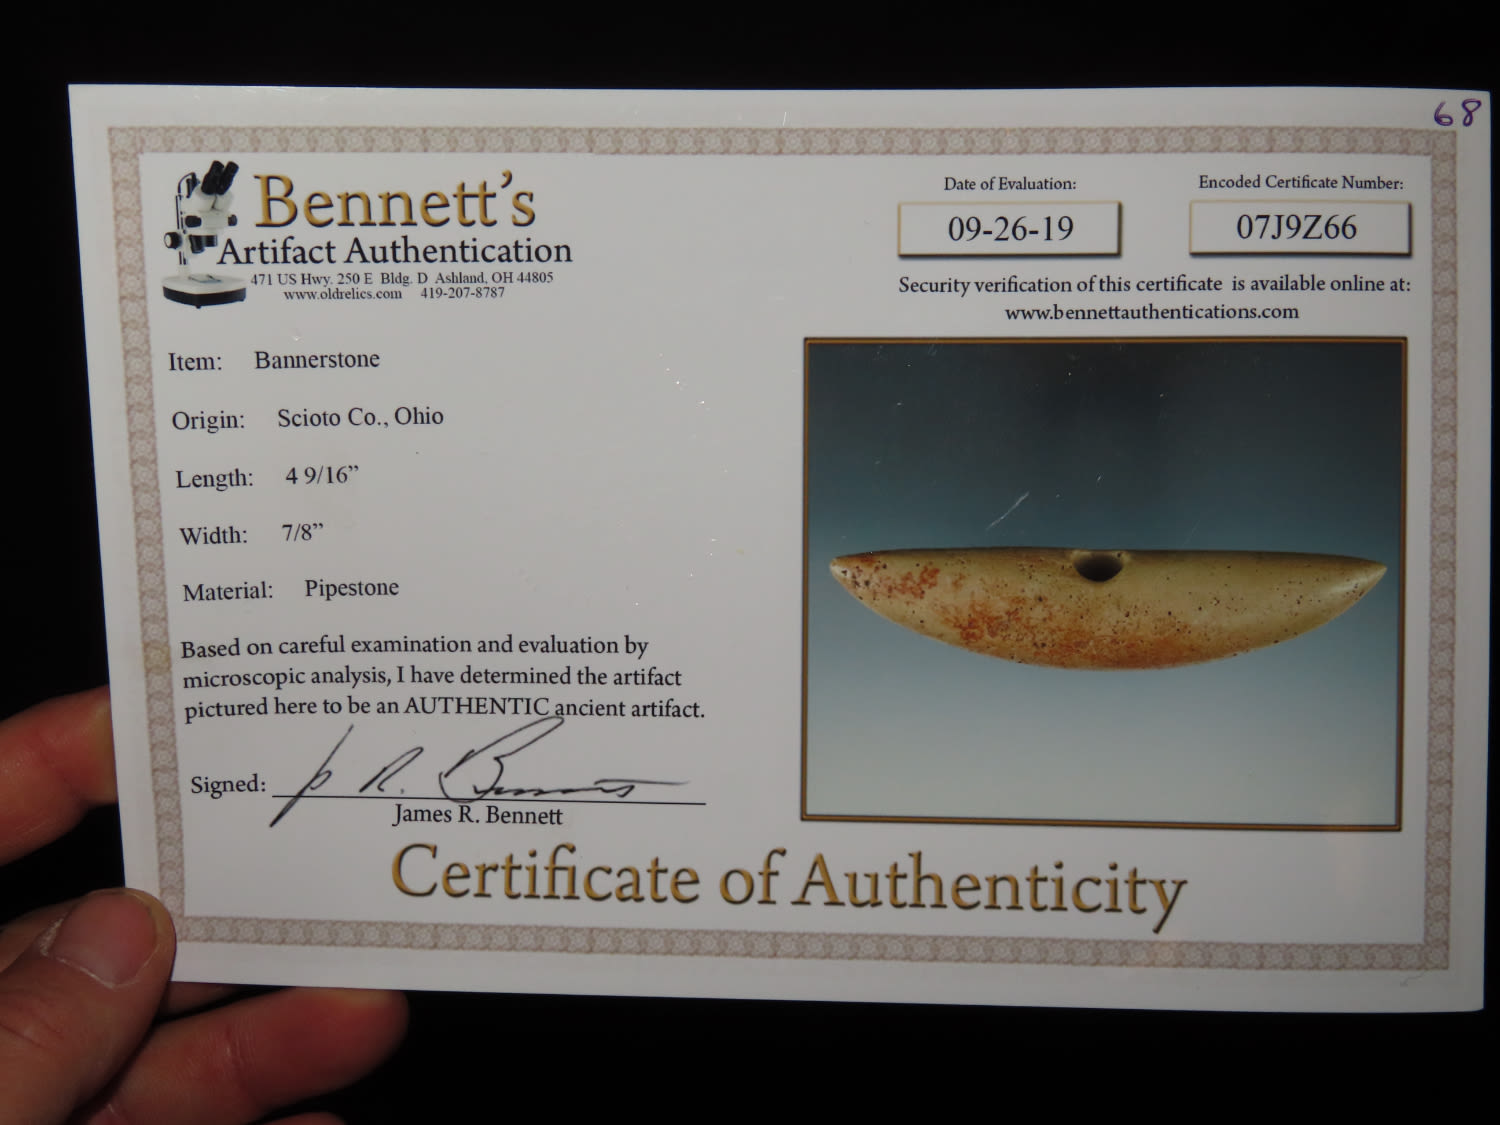 68
Bennett's
Artifact Authentication
471 US Hwy. 250 E Bldg. D Ashland, OH 44805
www.oldrelics.com 419-207-8787
Date of Evaluation:
09-26-19
Encoded Certificate Number:
07J9Z66
Security verification of this certificate is available online at:
www.bennettauthentications.com
Item: Bannerstone
Origin: Scioto Co., Ohio
Length: 4 9/16”
Width: 7/8”
Material: Pipestone
Based on careful examination and evaluation by
microscopic analysis, I have determined the artifact
pictured here to be an AUTHENTIC ancient artifact.
Signed: J R. Bennett
James R. Bennett
Certificate of Authenticity